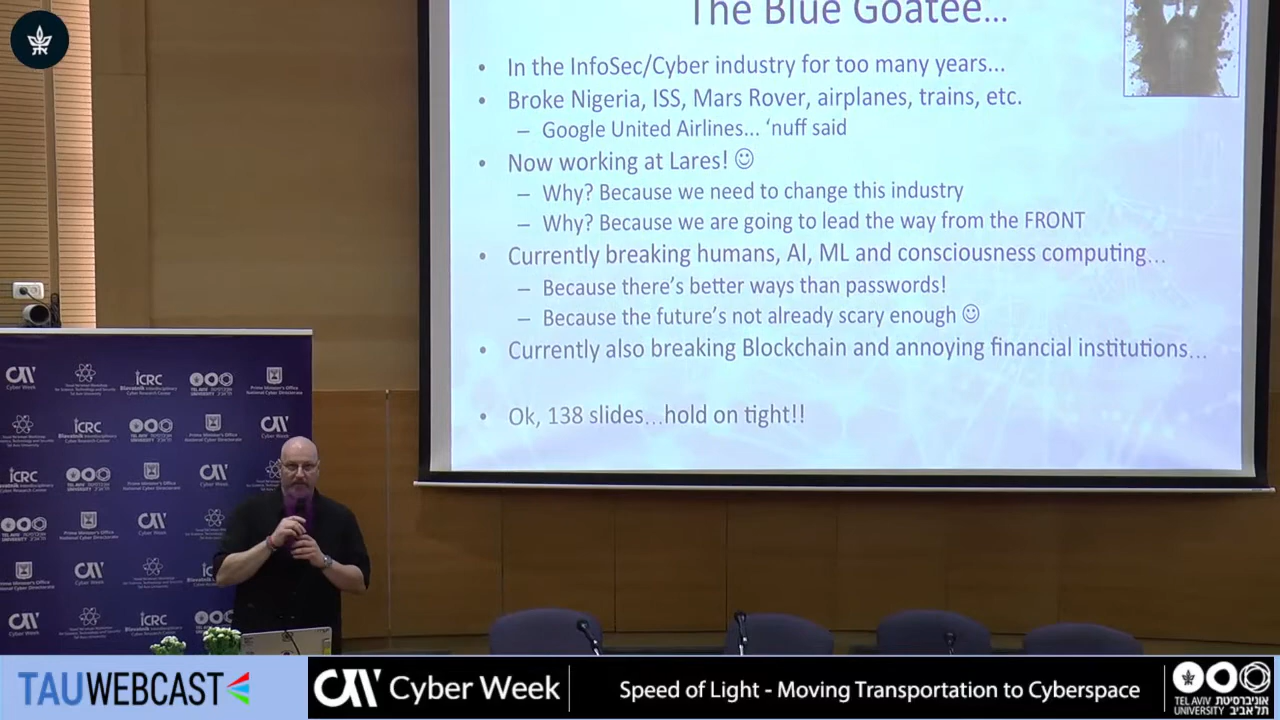 The Blue Goatee...
• In the InfoSec/Cyber industry for too many years...
• Broke Nigeria, ISS, Mars Rover, airplanes, trains, etc.
– Google United Airlines... ‘nuff said
• Now working at Lares! ☺
– Why? Because we need to change this industry
– Why? Because we are going to lead the way from the FRONT
• Currently breaking humans, AI, ML and consciousness computing...
– Because there’s better ways than passwords!
– Because the future’s not already scary enough ☺
• Currently also breaking Blockchain and annoying financial institutions...
• Ok, 138 slides...hold on tight!!
Cyber Week
ICRC
Blavatnik Interdisciplinary
Cyber Research Center
TEL AVIV UNIVERSITY
Prime Minister's Office
National Cyber Directorate
TAUWEBCAST
Cyber Week
Speed of Light - Moving Transportation to Cyberspace
TEL AVIV אוניברסיטת
UNIVERSITY תל אביב